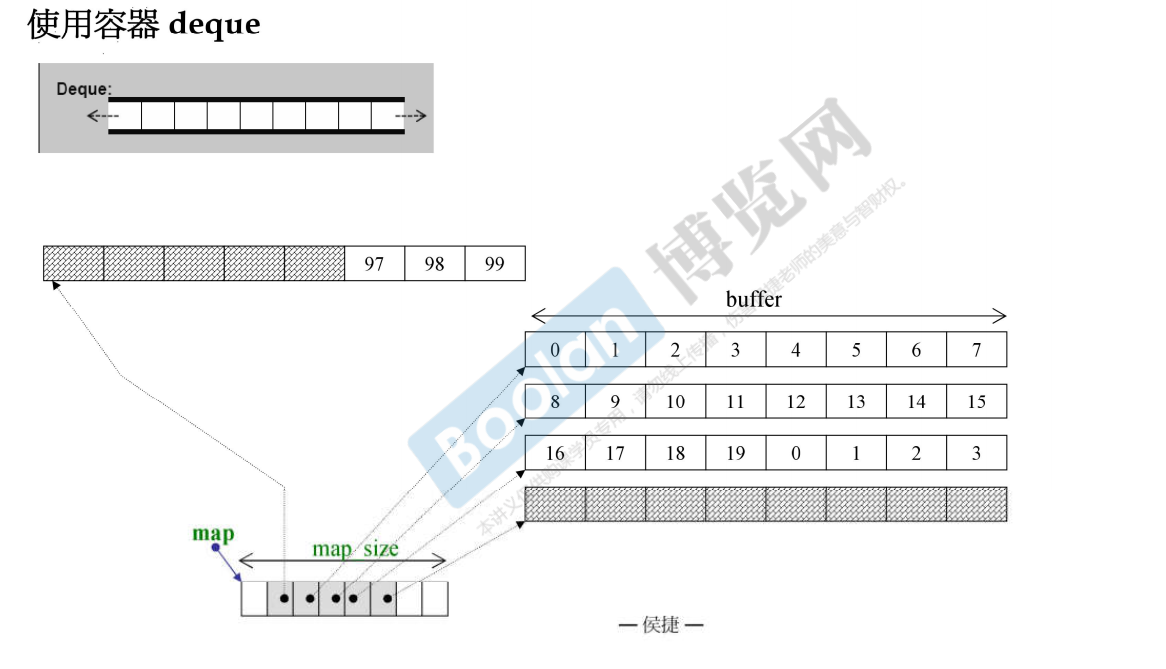 使用容器 deque
Deque:
97 98 99
buffer
0 1 2 3 4 5 6 7
8 9 10 11 12 13 14 15
16 17 18 19 0 1 2 3
map
map_size
— 侯捷 —
Boolan
博览网
本讲义仅供购课学员专用，请勿线上传播，伤害侯捷老师的美意与智财权。